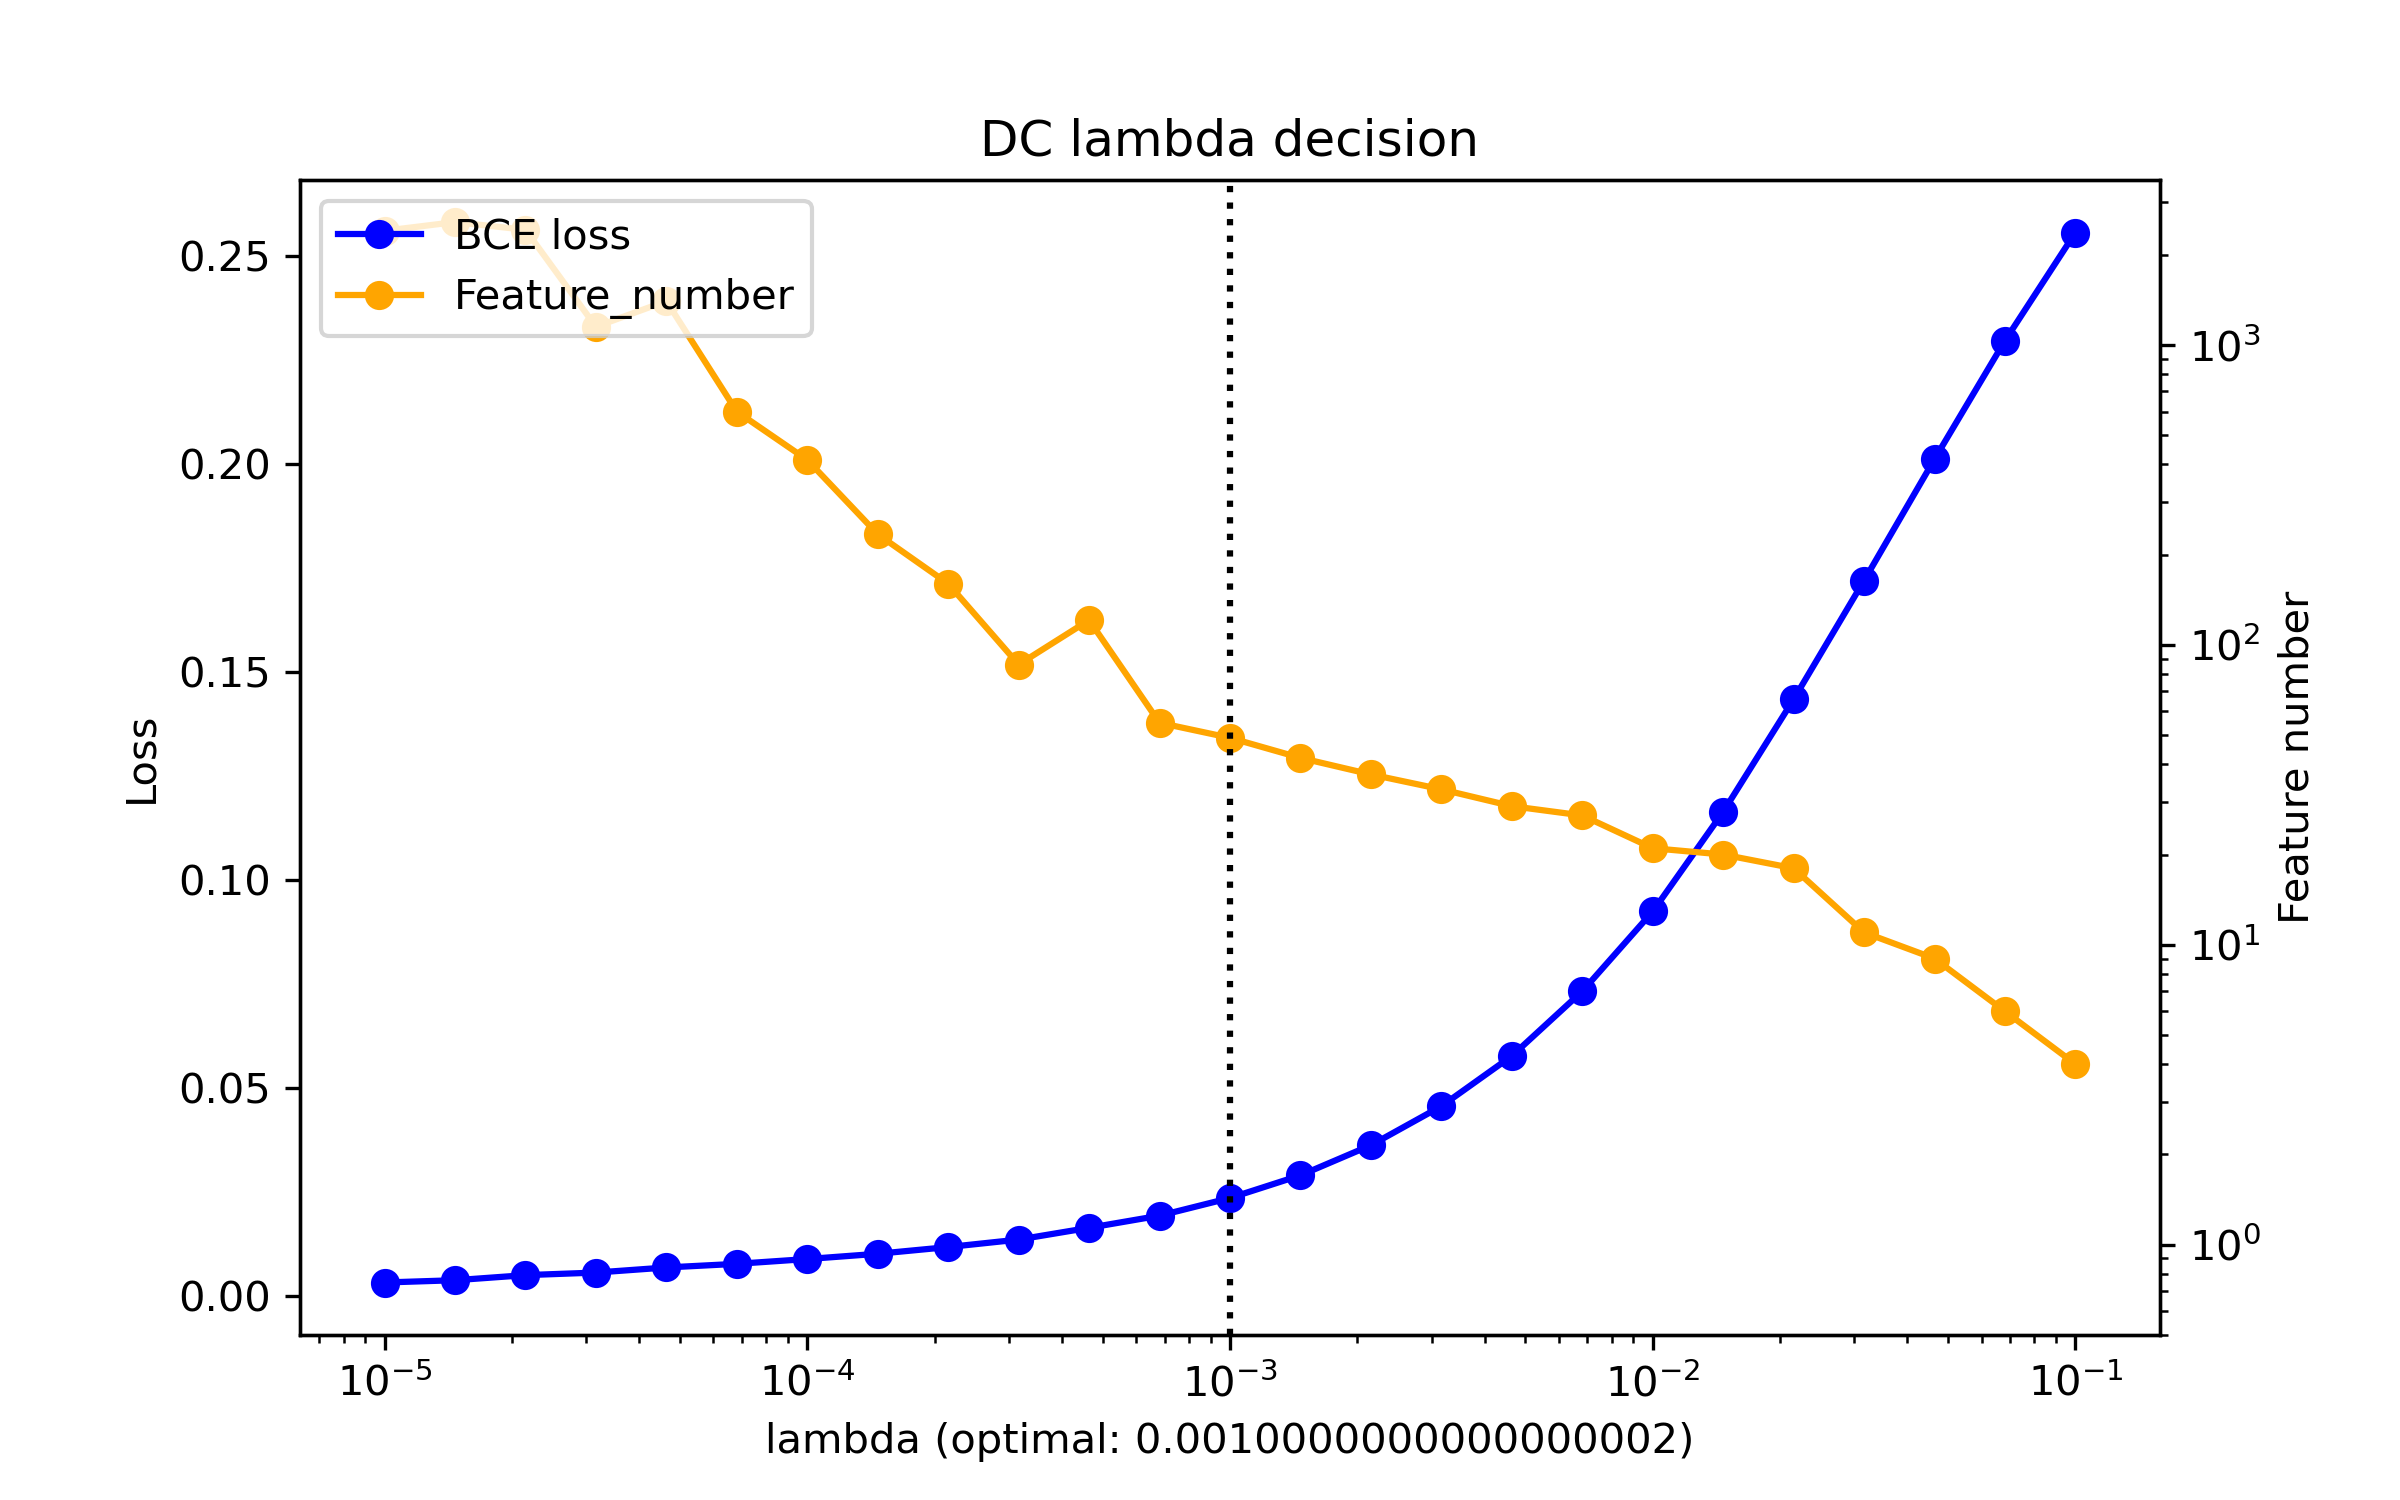 DC lambda decision
BCE loss
Feature_number
0.25
0.20
0.15
0.10
0.05
0.00
Loss
10³
10²
10¹
10⁰
Feature number
10⁻⁵ 10⁻⁴ 10⁻³ 10⁻² 10⁻¹
lambda (optimal: 0.0010000000000000002)